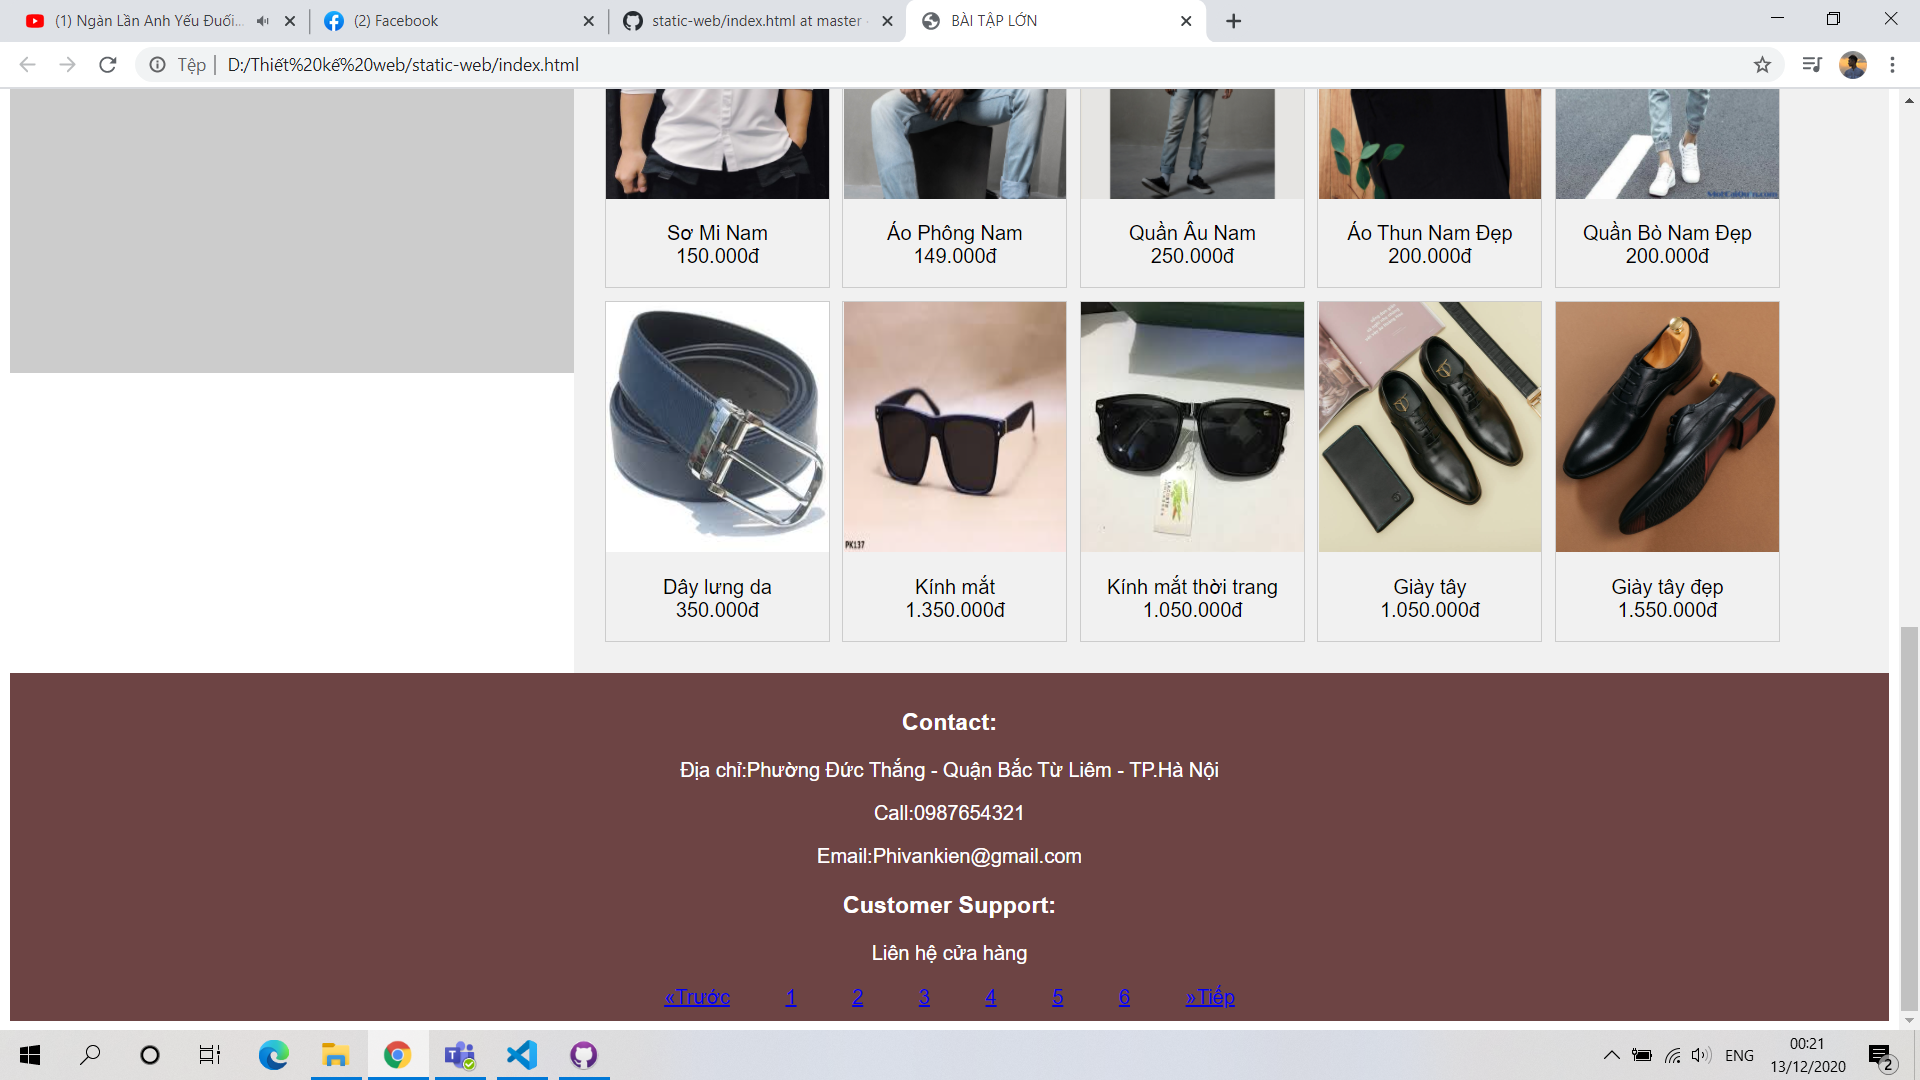 (1) Ngàn Lần Anh Yếu Đuối...
(2) Facebook
static-web/index.html at master
BÀI TẬP LỚN
Tệp
D:/Thiết%20kế%20web/static-web/index.html
Sơ Mi Nam
150.000đ
Áo Phông Nam
149.000đ
Quần Âu Nam
250.000đ
Áo Thun Nam Đẹp
200.000đ
Quần Bò Nam Đẹp
200.000đ
PK137
Dây lưng da
350.000đ
Kính mắt
1.350.000đ
Kính mắt thời trang
1.050.000đ
Giày tây
1.050.000đ
Giày tây đẹp
1.550.000đ
Contact:
Địa chỉ:Phường Đức Thắng - Quận Bắc Từ Liêm - TP.Hà Nội
Call:0987654321
Email:Phivankien@gmail.com
Customer Support:
Liên hệ cửa hàng
«Trước 1 2 3 4 5 6 »Tiếp
ENG
00:21
13/12/2020
2